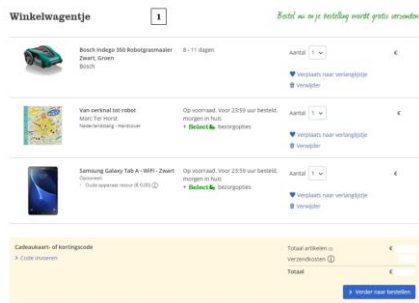 Winkelwagentje
1
Bestel nu en je bestelling wordt gratis verzonden
Bosch Indego 350 Robotgrasmaaier
Zwart, Groen
Bosch
8 - 11 dagen
Aantal 1
€
Verplaats naar verlanglijstje
Verwijder
Van oerknal tot robot
Marc Ter Horst
Nederlandstalig - Hardcover
Op voorraad. Voor 23:59 uur besteld,
morgen in huis
+ Select bezorgopties
Aantal 1
€
Verplaats naar verlanglijstje
Verwijder
Samsung Galaxy Tab A - WiFi - Zwart
Op voorraad. Voor 23:59 uur besteld,
morgen in huis
+ Select bezorgopties
Oude apparaat retour (€ 0,00)
Aantal 1
€
Verplaats naar verlanglijstje
Verwijder
Cadeaukaart- of kortingscode
> Code invoeren
Totaal artikelen
€
Verzendkosten
Totaal
€
> Verder naar bestellen